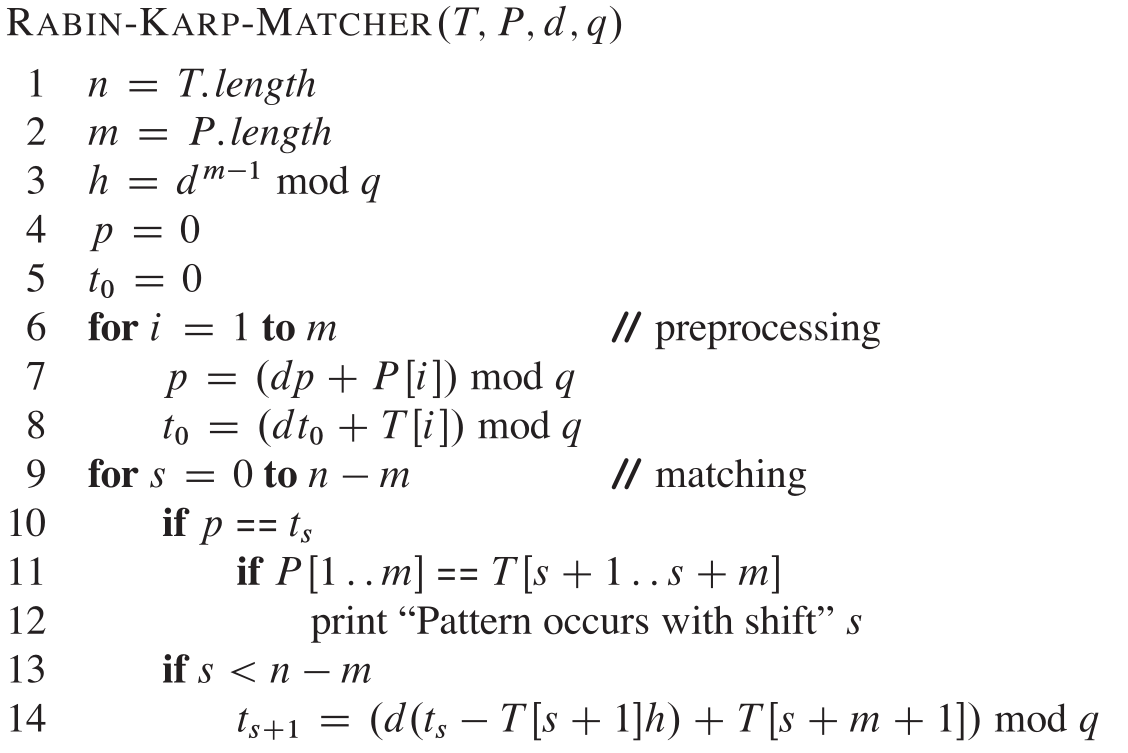 RABIN-KARP-MATCHER(T, P, d, q)
1 n = T.length
2 m = P.length
3 h = d^{m−1} mod q
4 p = 0
5 t₀ = 0
6 for i = 1 to m // preprocessing
7 p = (dp + P[i]) mod q
8 t₀ = (dt₀ + T[i]) mod q
9 for s = 0 to n − m // matching
10 if p == tₛ
11 if P[1..m] == T[s + 1..s + m]
12 print “Pattern occurs with shift” s
13 if s < n − m
14 tₛ₊₁ = (d(tₛ − T[s + 1]h) + T[s + m + 1]) mod q